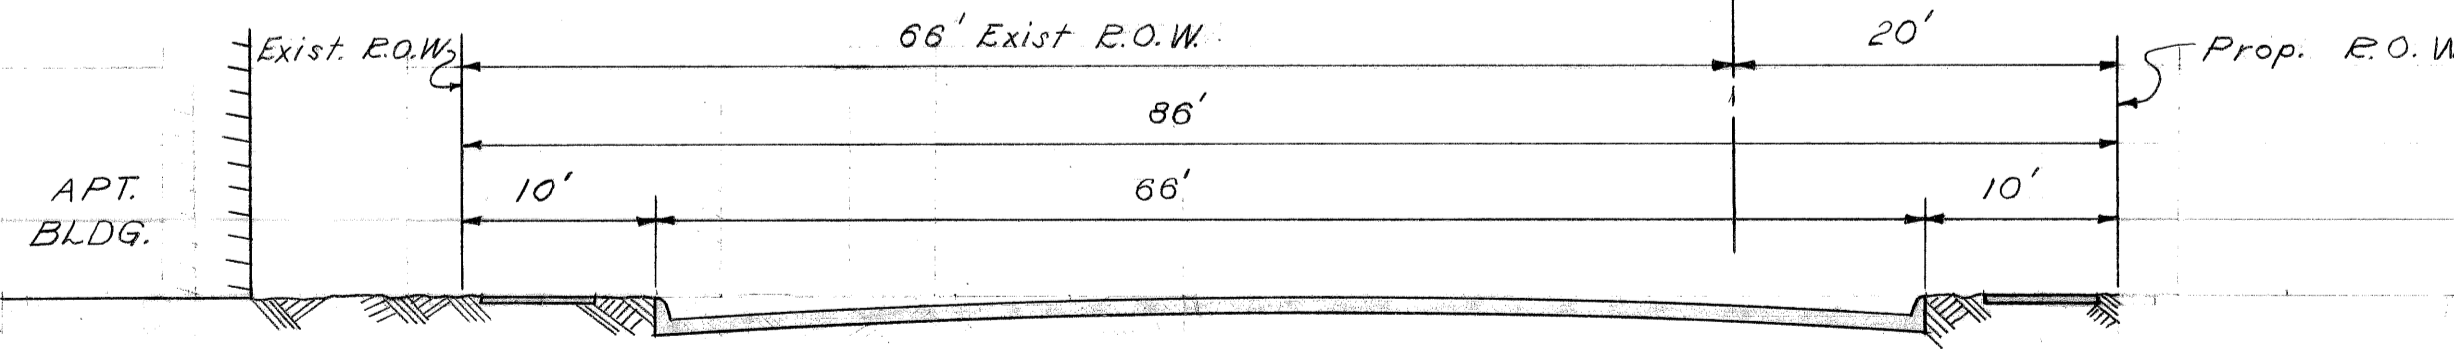 Exist. R.O.W.
66' Exist R.O.W.
20'
Prop. R.O.W
86'
APT.
BLDG.
10'
66'
10'